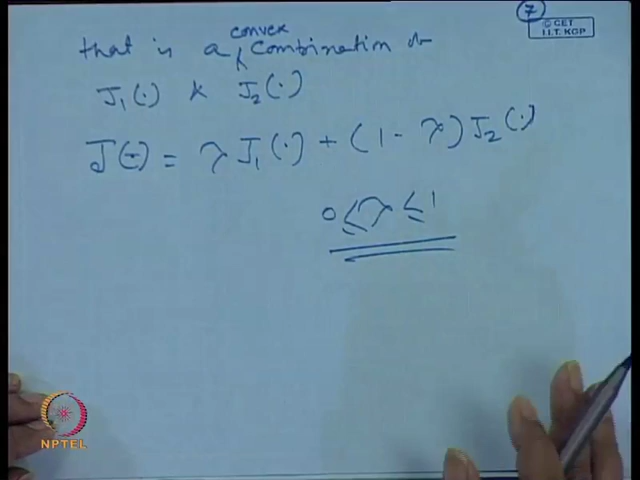 7
© CET
I.I.T. KGP
convex
that is a combination of
J₁(·) & J₂(·)
J(·) = λ J₁(·) + (1 - λ) J₂(·)
0 ≤ λ ≤ 1
NPTEL